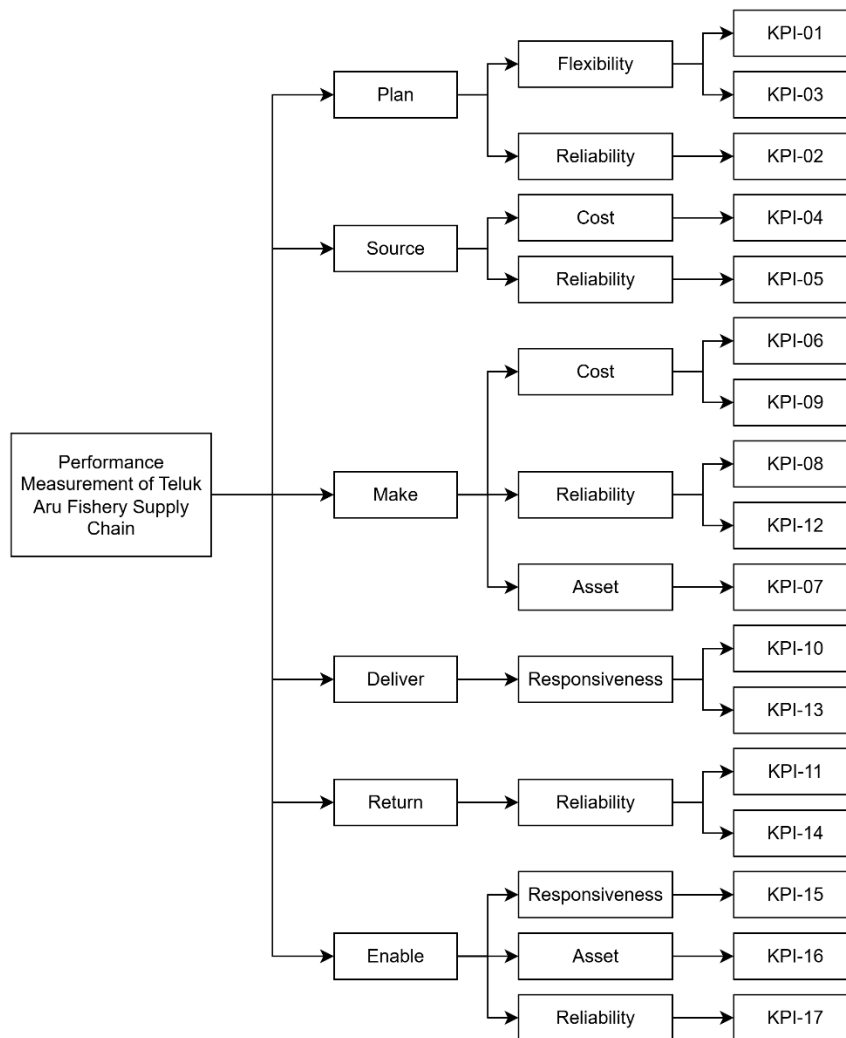 Performance
Measurement of Teluk
Aru Fishery Supply
Chain
Plan
Flexibility
KPI-01
KPI-03
Reliability
KPI-02
Source
Cost
KPI-04
Reliability
KPI-05
Make
Cost
KPI-06
KPI-09
Reliability
KPI-08
KPI-12
Asset
KPI-07
Deliver
Responsiveness
KPI-10
KPI-13
Return
Reliability
KPI-11
KPI-14
Enable
Responsiveness
KPI-15
Asset
KPI-16
Reliability
KPI-17